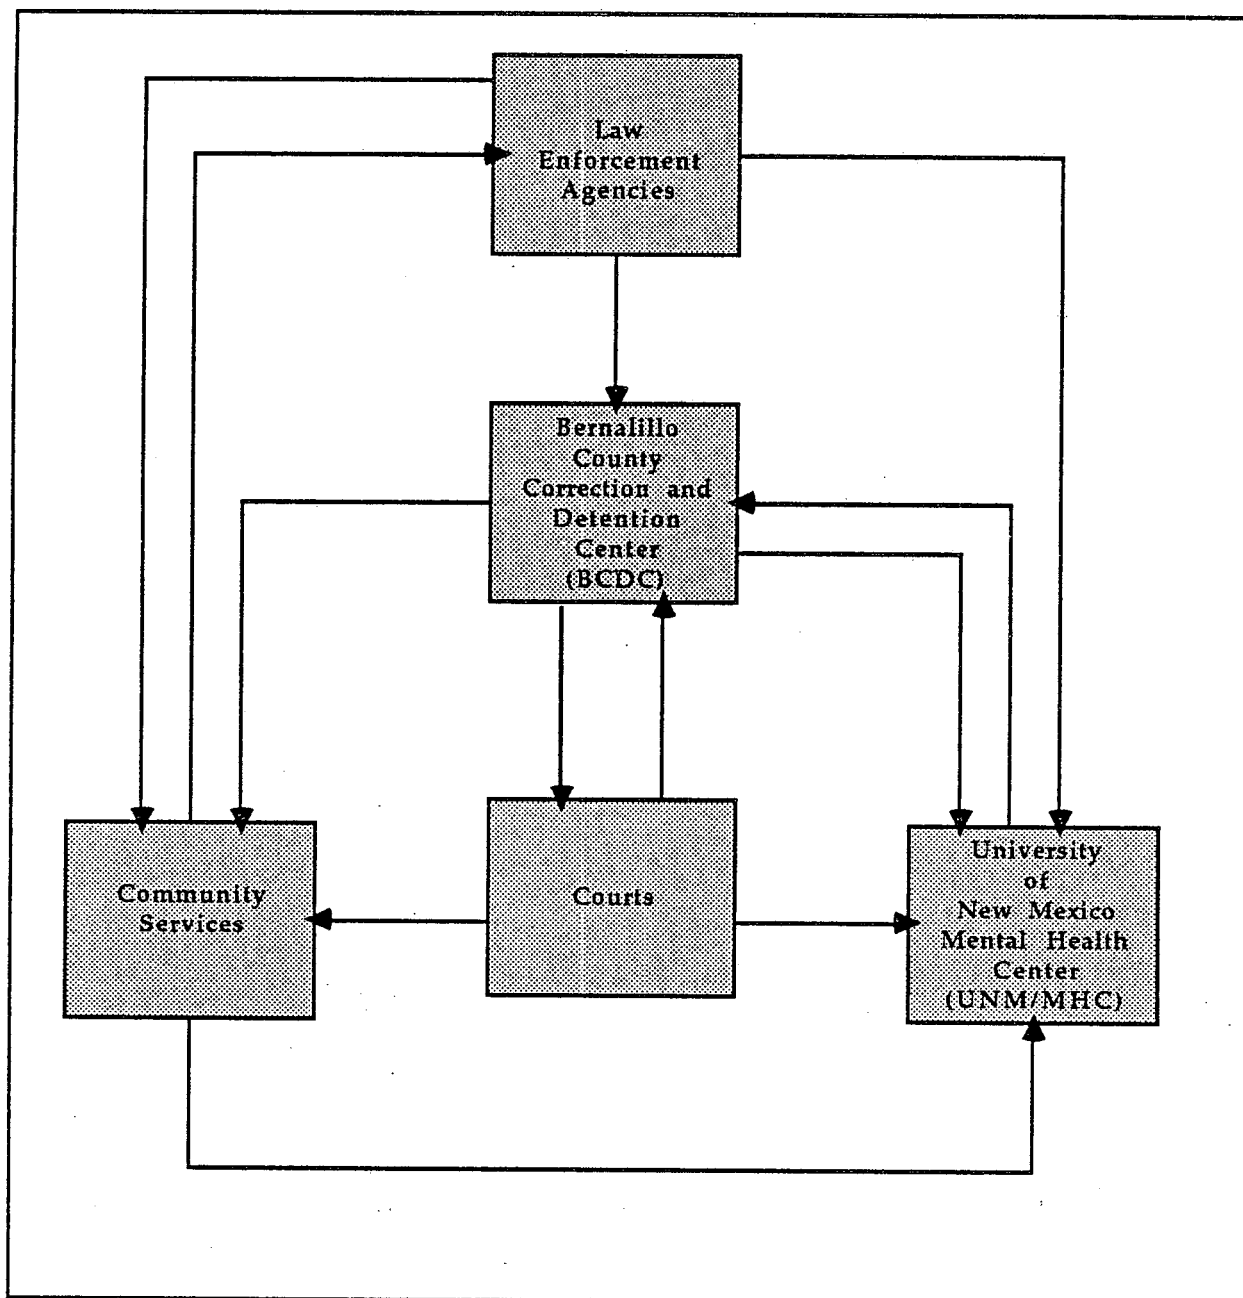 Law
Enforcement
Agencies
Bernalillo
County
Correction and
Detention
Center
(BCDC)
Community
Services
Courts
University
of
New Mexico
Mental Health
Center
(UNM/MHC)